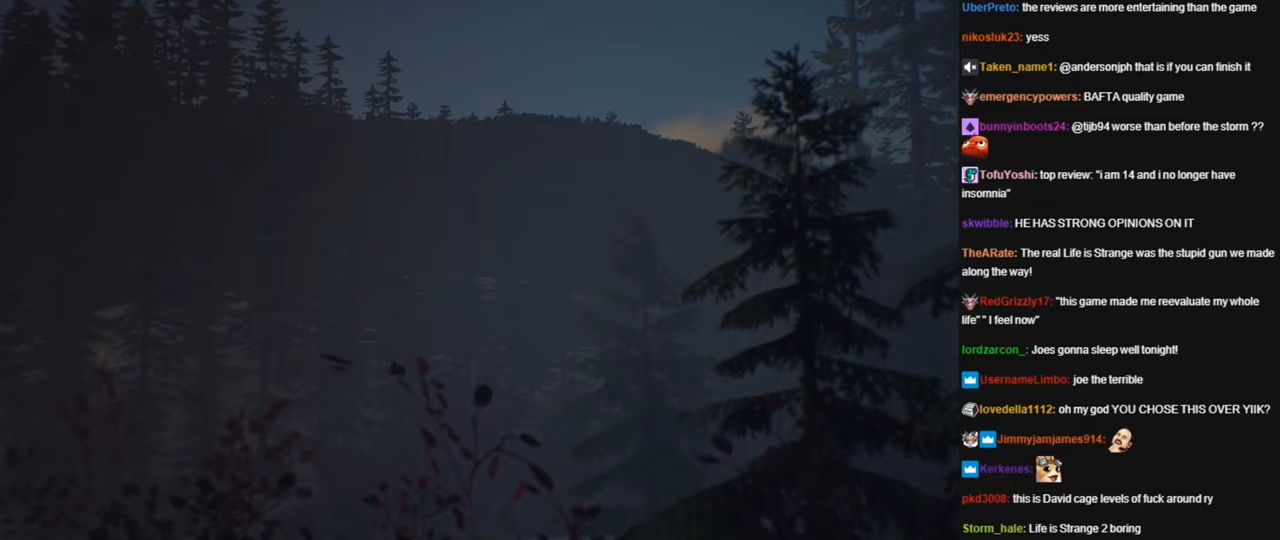 UberPreto: the reviews are more entertaining than the game
nikosluk23: yess
Taken_name1: @andersonjph that is if you can finish it
emergencypowers: BAFTA quality game
bunnyinboots24: @tijb94 worse than before the storm ??
TofuYoshi: top review: "i am 14 and i no longer have
insomnia"
skwibble: HE HAS STRONG OPINIONS ON IT
TheARate: The real Life is Strange was the stupid gun we made
along the way!
RedGrizzly17: "this game made me reevaluate my whole
life" " I feel now"
lordzarcon_: Joes gonna sleep well tonight!
UsernameLimbo: joe the terrible
lovedella1112: oh my god YOU CHOSE THIS OVER YIIK?
Jimmyjamjames914:
Kerkenes:
pkd3008: this is David cage levels of fuck around ry
Storm_hale: Life is Strange 2 boring